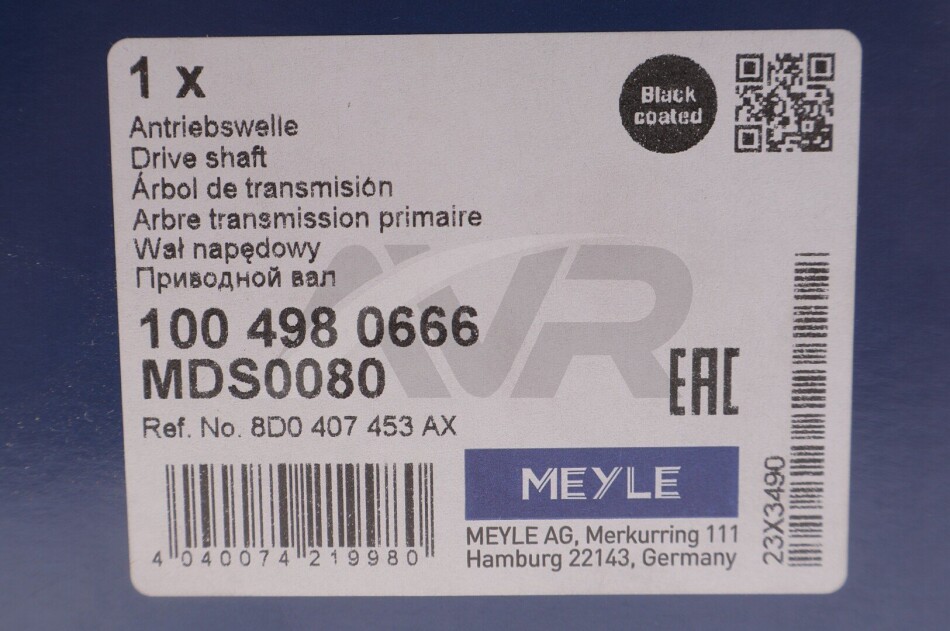 1 x
Black
coated
Antriebswelle
Drive shaft
Árbol de transmisión
Arbre transmission primaire
Wał napędowy
Приводной вал
AVR
100 498 0666
MDS0080
EAC
Ref. No. 8D0 407 453 AX
MEYLE
MEYLE AG, Merkurring 111
Hamburg 22143, Germany
4 040074 219980
23X3490